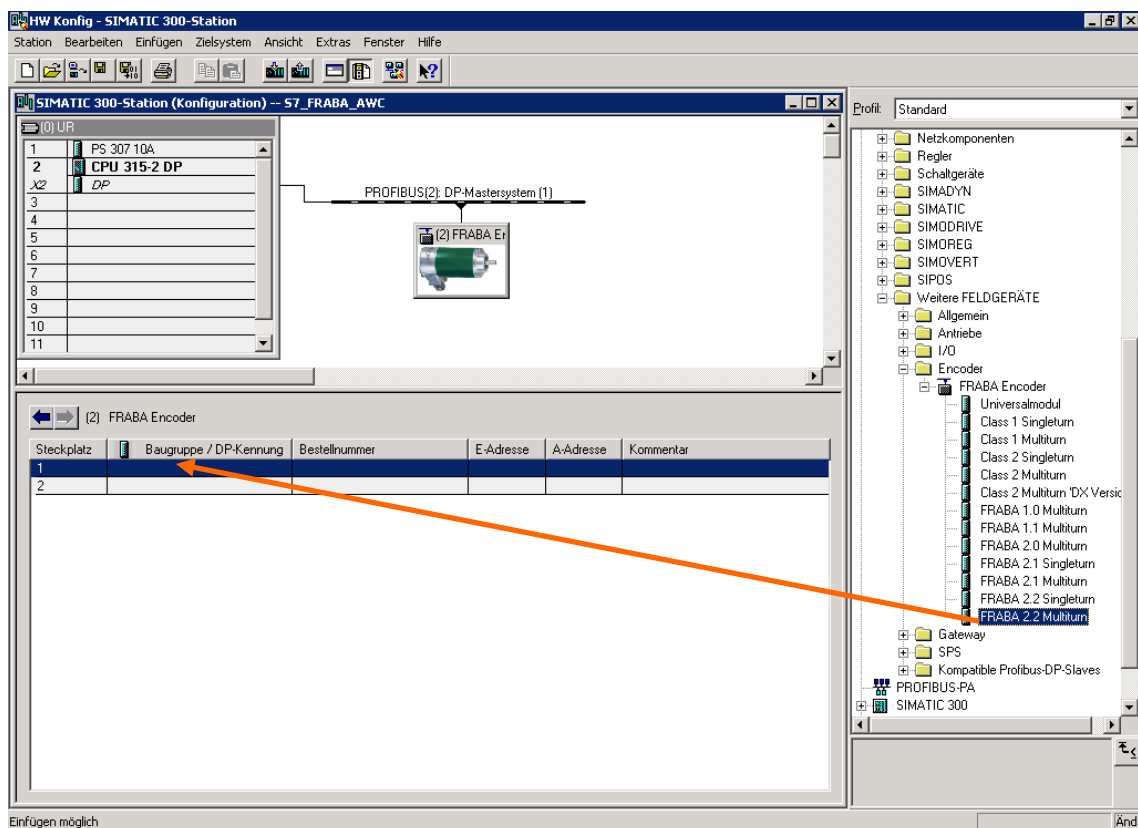 HW Konfig - SIMATIC 300-Station
Station Bearbeiten Einfügen Zielsystem Ansicht Extras Fenster Hilfe
SIMATIC 300-Station (Konfiguration) -- S7_FRABA_AWC
(0) UR
1 PS 307 10A
2 CPU 315-2 DP
X2 DP
3
4
5
6
7
8
9
10
11
PROFIBUS(2): DP-Mastersystem (1)
(2) FRABA Er
(2) FRABA Encoder
Steckplatz Baugruppe / DP-Kennung Bestellnummer E-Adresse A-Adresse Kommentar
1
2
Profil: Standard
Netzkomponenten
Regler
Schaltgeräte
SIMADYN
SIMATIC
SIMODRIVE
SIMOREG
SIMOVERT
SIPOS
Weitere FELDGERÄTE
Allgemein
Antriebe
I/O
Encoder
FRABA Encoder
Universalmodul
Class 1 Singleturn
Class 1 Multiturn
Class 2 Singleturn
Class 2 Multiturn
Class 2 Multiturn 'DX Versic
FRABA 1.0 Multiturn
FRABA 1.1 Multiturn
FRABA 2.0 Multiturn
FRABA 2.1 Singleturn
FRABA 2.1 Multiturn
FRABA 2.2 Singleturn
FRABA 2.2 Multiturn
Gateway
SPS
Kompatible Profibus-DP-Slaves
PROFIBUS-PA
SIMATIC 300
Einfügen möglich
Änd